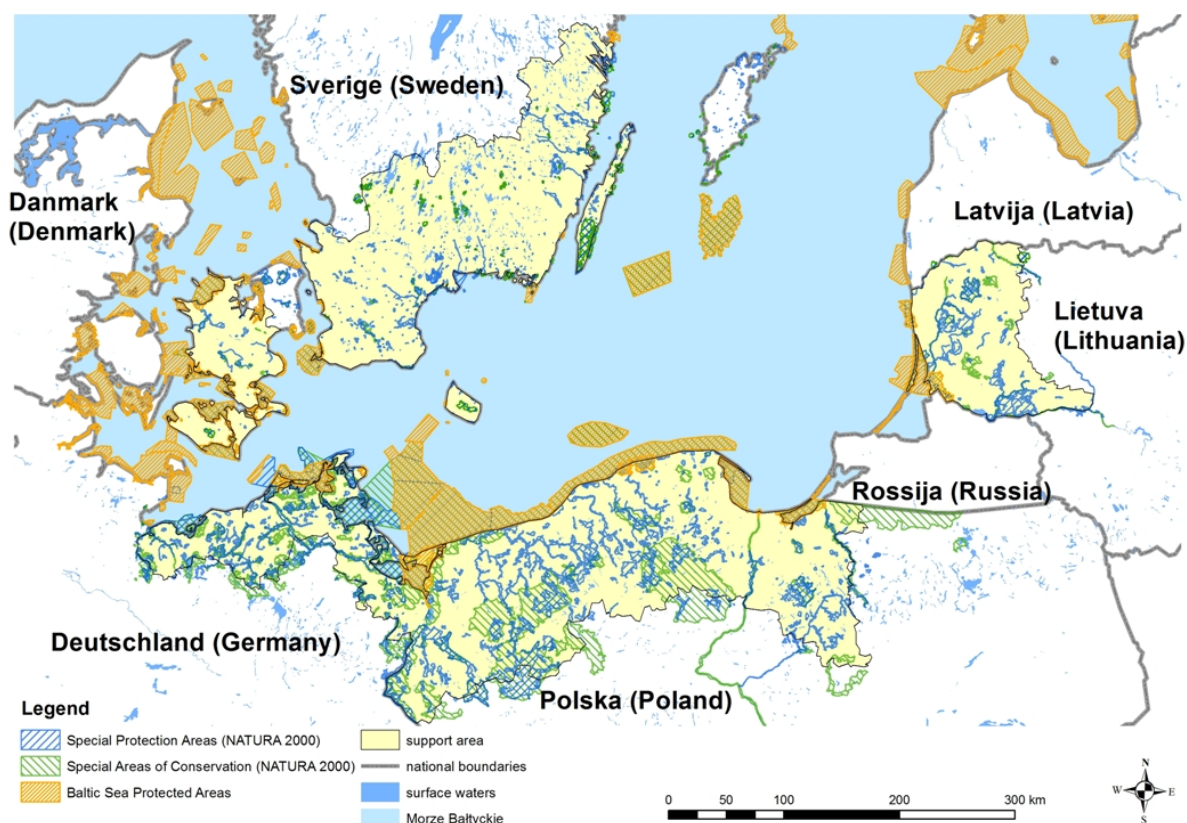 Sverige (Sweden)
Danmark
(Denmark)
Latvija (Latvia)
Lietuva
(Lithuania)
Rossija (Russia)
Deutschland (Germany)
Polska (Poland)
Legend
Special Protection Areas (NATURA 2000)
Special Areas of Conservation (NATURA 2000)
Baltic Sea Protected Areas
support area
national boundaries
surface waters
Morze Bałtyckie
0 50 100 200 300 km
N
W E
S